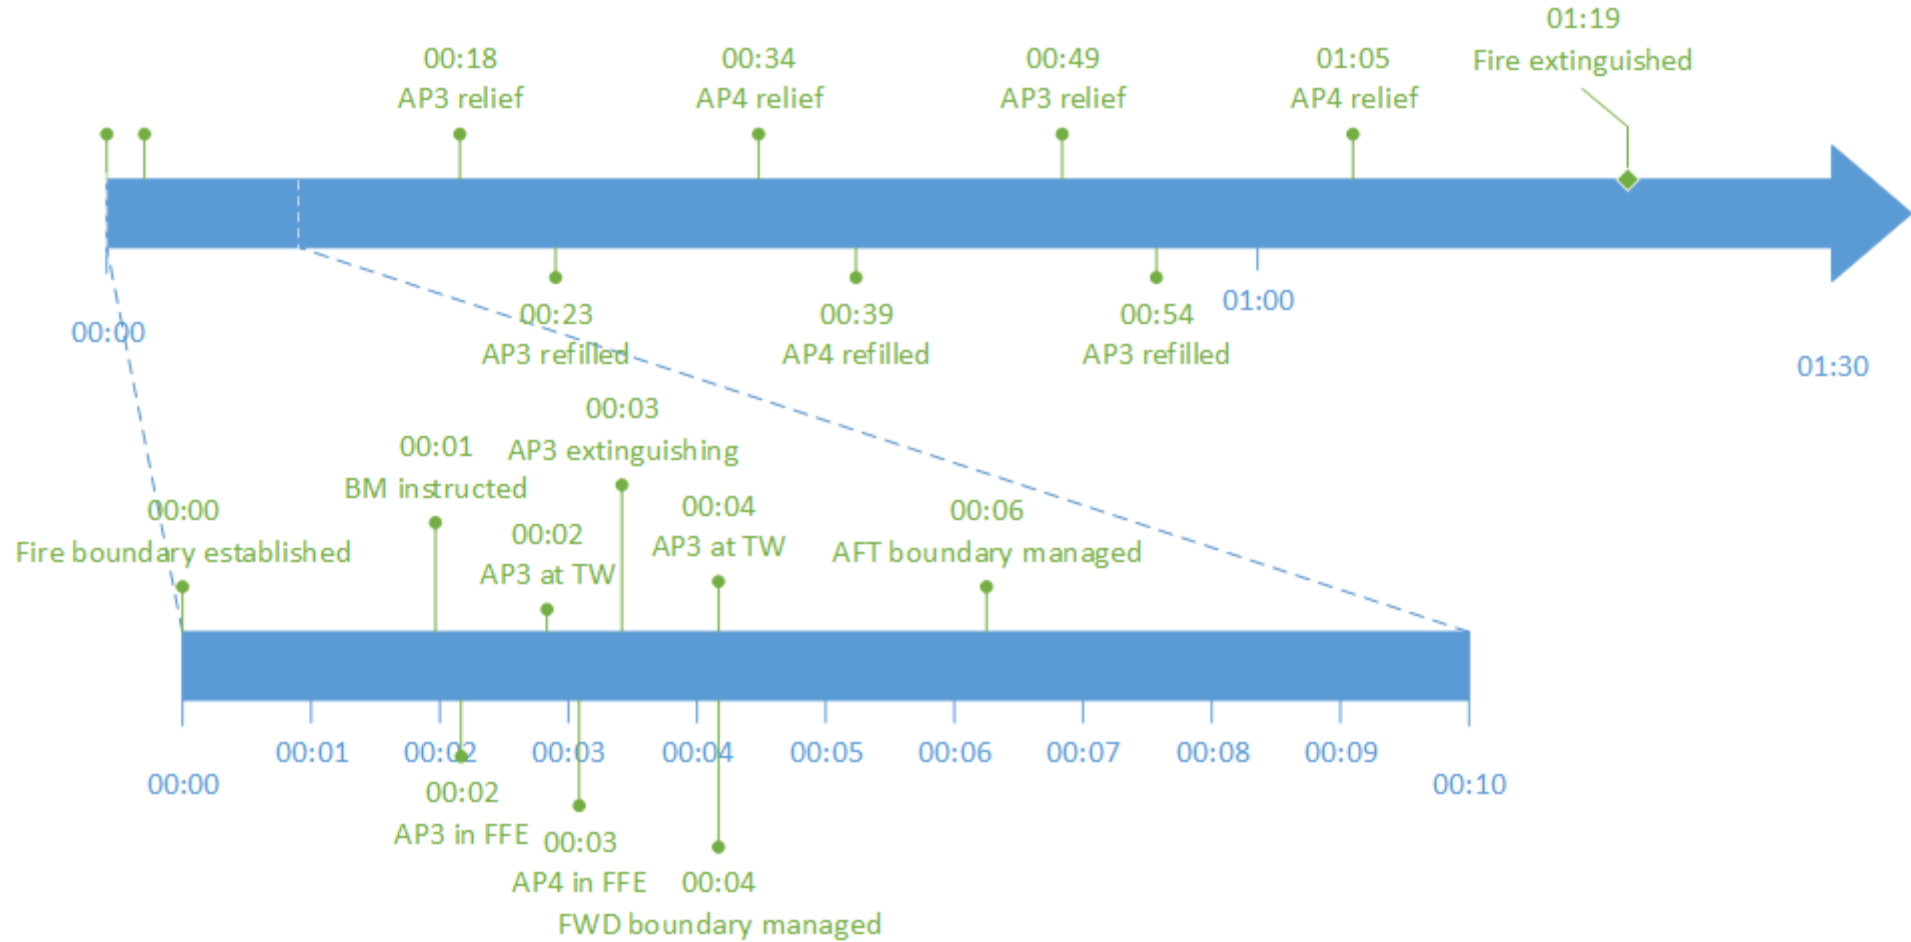 01:19
Fire extinguished
00:18
AP3 relief
00:34
AP4 relief
00:49
AP3 relief
01:05
AP4 relief
00:00
00:23
AP3 refilled
00:39
AP4 refilled
00:54
AP3 refilled
01:00
01:30
00:03
AP3 extinguishing
00:01
BM instructed
00:00
Fire boundary established
00:02
AP3 at TW
00:04
AP3 at TW
00:06
AFT boundary managed
00:00
00:01
00:02
00:03
00:04
00:05
00:06
00:07
00:08
00:09
00:10
00:02
AP3 in FFE
00:03
AP4 in FFE
00:04
FWD boundary managed